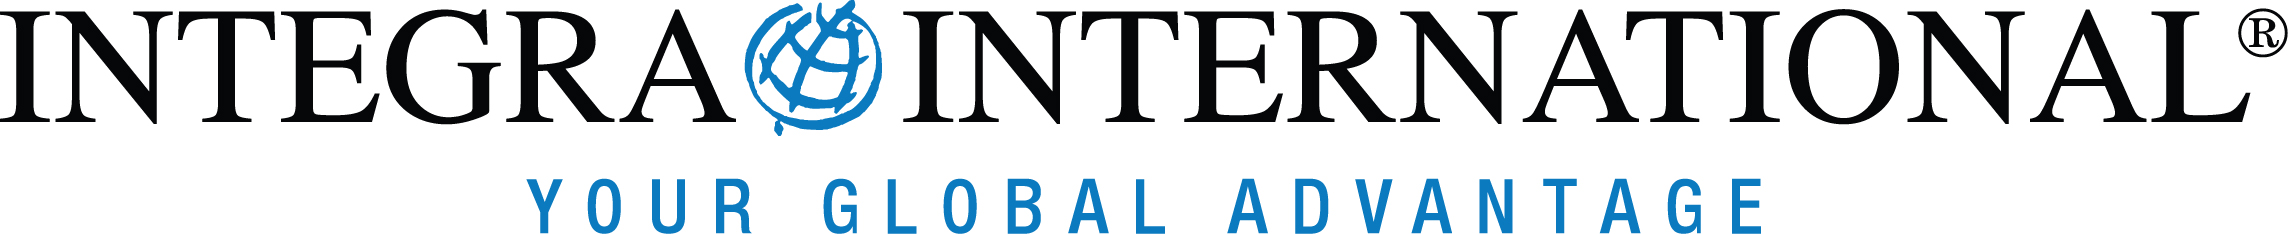 INTEGRA INTERNATIONAL®
YOUR GLOBAL ADVANTAGE